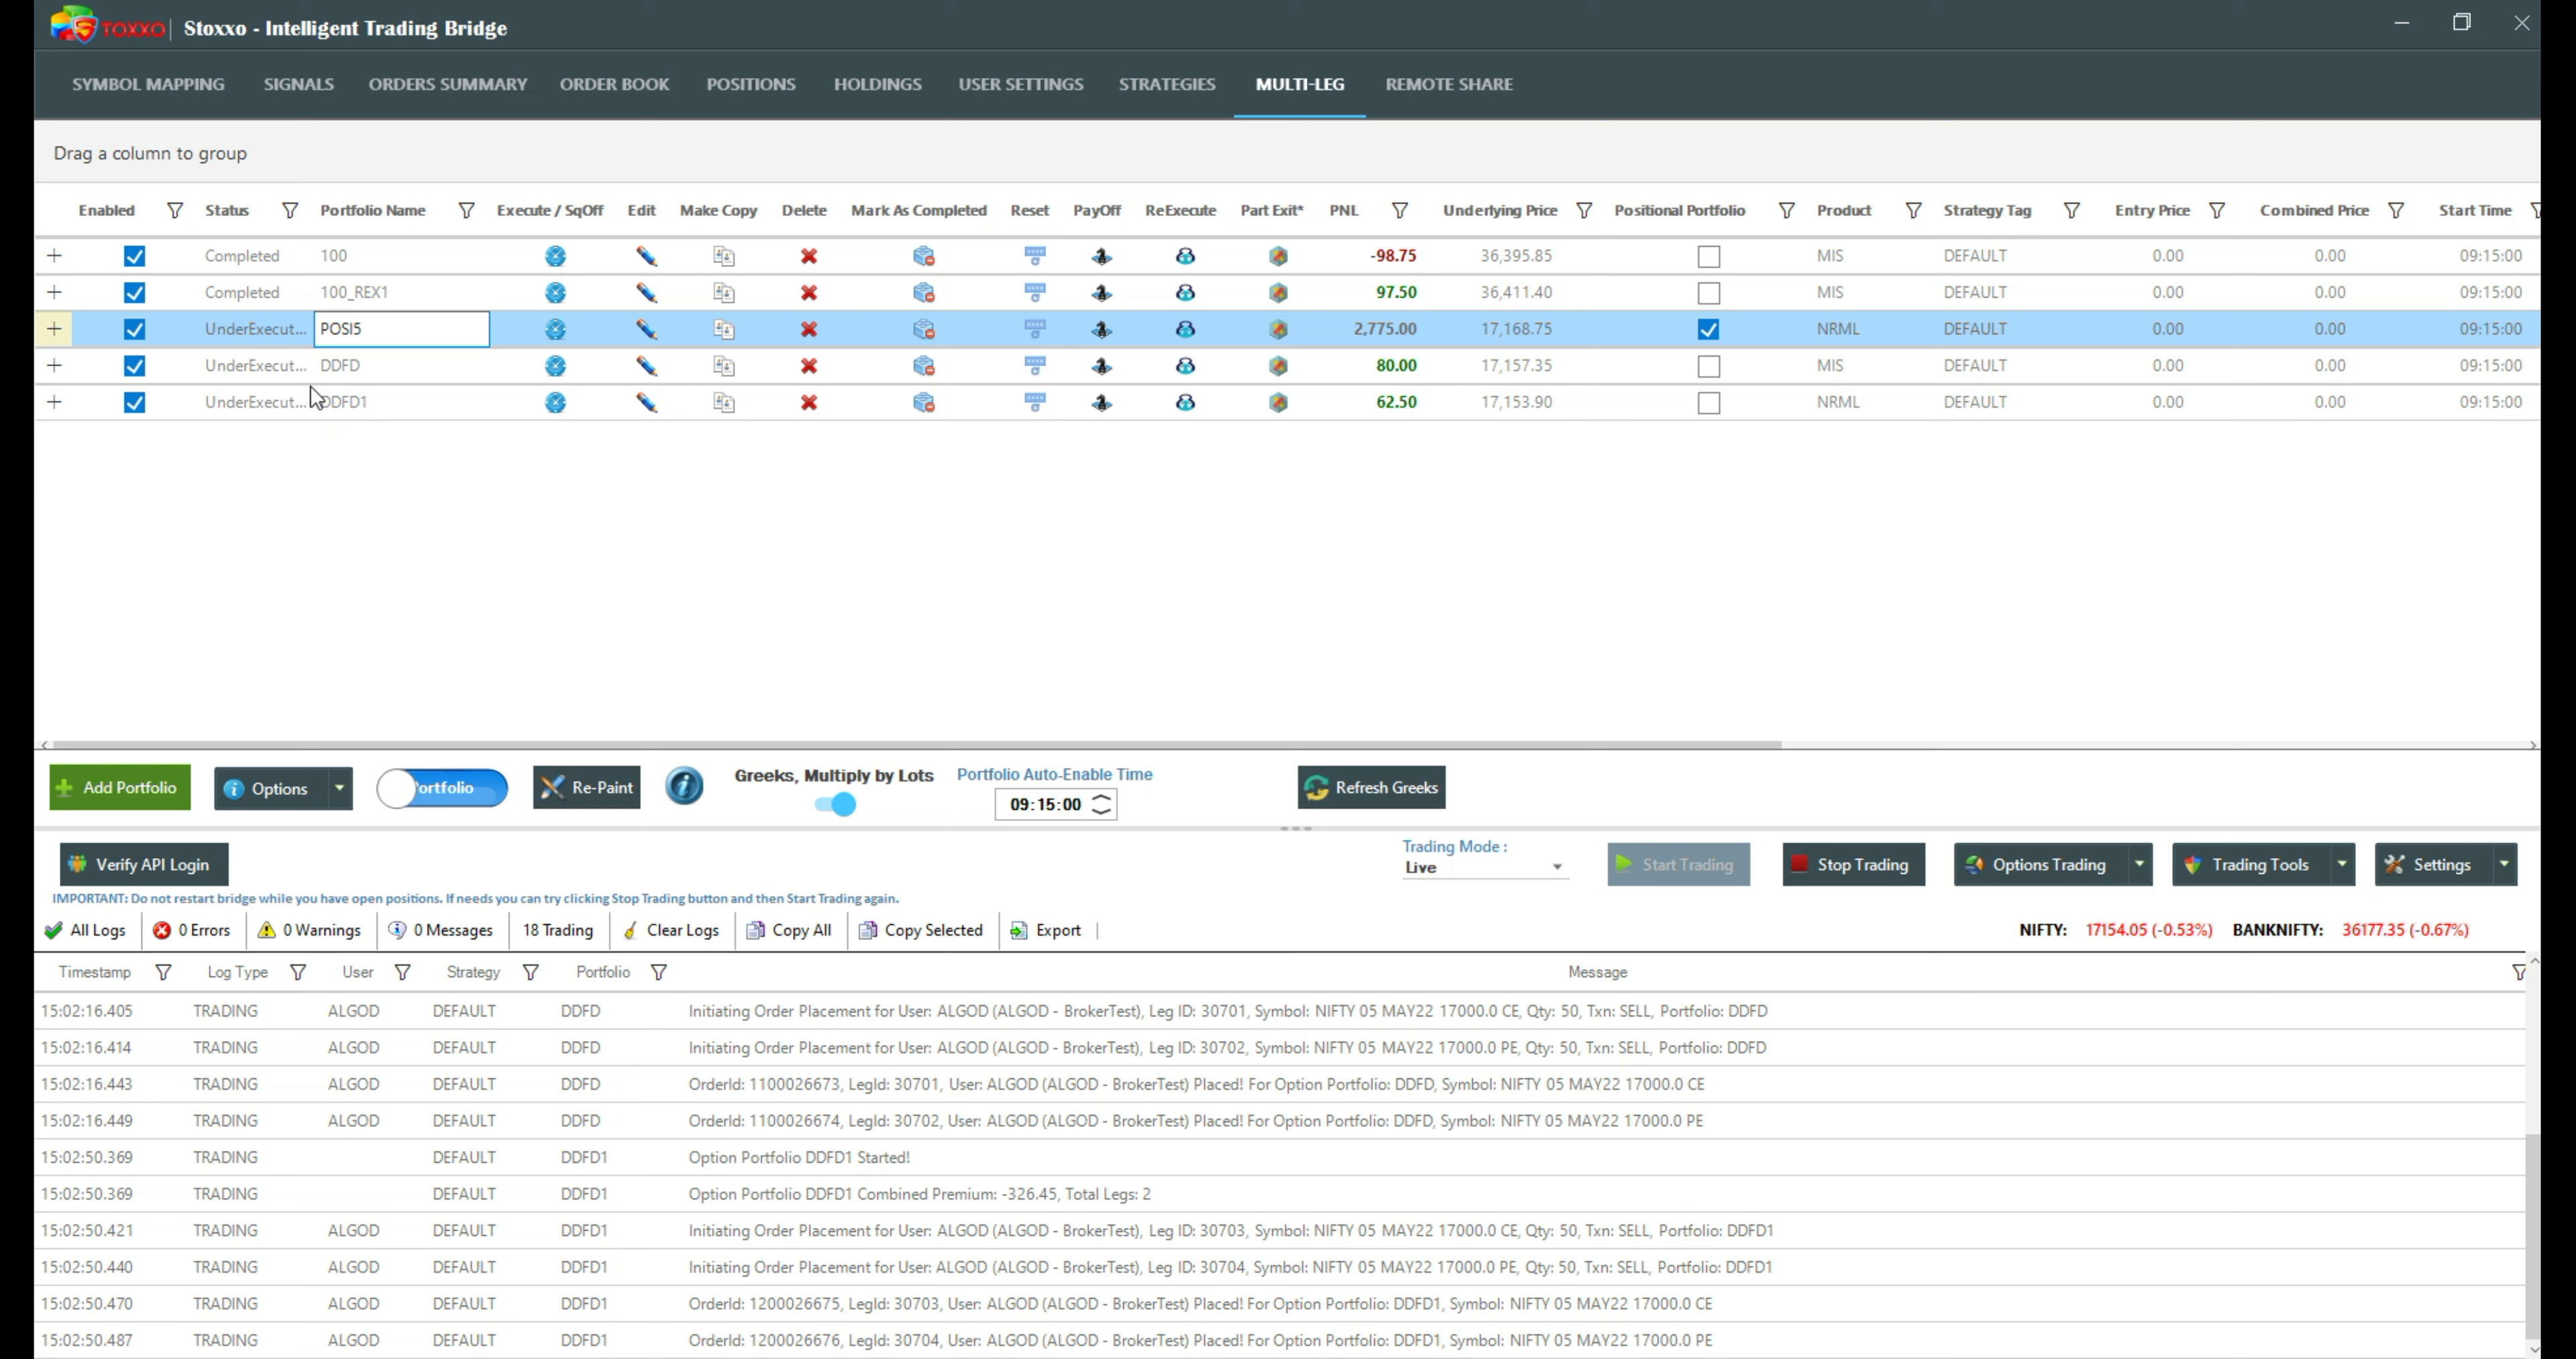 TOXXO Stoxxo - Intelligent Trading Bridge
SYMBOL MAPPING SIGNALS ORDERS SUMMARY ORDER BOOK POSITIONS HOLDINGS USER SETTINGS STRATEGIES MULTI-LEG REMOTE SHARE
Drag a column to group
Enabled Status Portfolio Name Execute / SqOff Edit Make Copy Delete Mark As Completed Reset PayOff ReExecute Part Exit* PNL Underlying Price Positional Portfolio Product Strategy Tag Entry Price Combined Price Start Time
Completed 100 -98.75 36,395.85 MIS DEFAULT 0.00 0.00 09:15:00
Completed 100_REX1 97.50 36,411.40 MIS DEFAULT 0.00 0.00 09:15:00
UnderExecut... POSI5 2,775.00 17,168.75 NRML DEFAULT 0.00 0.00 09:15:00
UnderExecut... DDFD 80.00 17,157.35 MIS DEFAULT 0.00 0.00 09:15:00
UnderExecut... DDFD1 62.50 17,153.90 NRML DEFAULT 0.00 0.00 09:15:00
Add Portfolio Options ortfolio Re-Paint Greeks, Multiply by Lots Portfolio Auto-Enable Time Refresh Greeks
09:15:00
Verify API Login Trading Mode : Start Trading Stop Trading Options Trading Trading Tools Settings
Live
IMPORTANT: Do not restart bridge while you have open positions. If needs you can try clicking Stop Trading button and then Start Trading again.
All Logs 0 Errors 0 Warnings 0 Messages 18 Trading Clear Logs Copy All Copy Selected Export NIFTY: 17154.05 (-0.53%) BANKNIFTY: 36177.35 (-0.67%)
Timestamp Log Type User Strategy Portfolio Message
15:02:16.405 TRADING ALGOD DEFAULT DDFD Initiating Order Placement for User: ALGOD (ALGOD - BrokerTest), Leg ID: 30701, Symbol: NIFTY 05 MAY22 17000.0 CE, Qty: 50, Txn: SELL, Portfolio: DDFD
15:02:16.414 TRADING ALGOD DEFAULT DDFD Initiating Order Placement for User: ALGOD (ALGOD - BrokerTest), Leg ID: 30702, Symbol: NIFTY 05 MAY22 17000.0 PE, Qty: 50, Txn: SELL, Portfolio: DDFD
15:02:16.443 TRADING ALGOD DEFAULT DDFD OrderId: 1100026673, LegId: 30701, User: ALGOD (ALGOD - BrokerTest) Placed! For Option Portfolio: DDFD, Symbol: NIFTY 05 MAY22 17000.0 CE
15:02:16.449 TRADING ALGOD DEFAULT DDFD OrderId: 1100026674, LegId: 30702, User: ALGOD (ALGOD - BrokerTest) Placed! For Option Portfolio: DDFD, Symbol: NIFTY 05 MAY22 17000.0 PE
15:02:50.369 TRADING DEFAULT DDFD1 Option Portfolio DDFD1 Started!
15:02:50.369 TRADING DEFAULT DDFD1 Option Portfolio DDFD1 Combined Premium: -326.45, Total Legs: 2
15:02:50.421 TRADING ALGOD DEFAULT DDFD1 Initiating Order Placement for User: ALGOD (ALGOD - BrokerTest), Leg ID: 30703, Symbol: NIFTY 05 MAY22 17000.0 CE, Qty: 50, Txn: SELL, Portfolio: DDFD1
15:02:50.440 TRADING ALGOD DEFAULT DDFD1 Initiating Order Placement for User: ALGOD (ALGOD - BrokerTest), Leg ID: 30704, Symbol: NIFTY 05 MAY22 17000.0 PE, Qty: 50, Txn: SELL, Portfolio: DDFD1
15:02:50.470 TRADING ALGOD DEFAULT DDFD1 OrderId: 1200026675, LegId: 30703, User: ALGOD (ALGOD - BrokerTest) Placed! For Option Portfolio: DDFD1, Symbol: NIFTY 05 MAY22 17000.0 CE
15:02:50.487 TRADING ALGOD DEFAULT DDFD1 OrderId: 1200026676, LegId: 30704, User: ALGOD (ALGOD - BrokerTest) Placed! For Option Portfolio: DDFD1, Symbol: NIFTY 05 MAY22 17000.0 PE